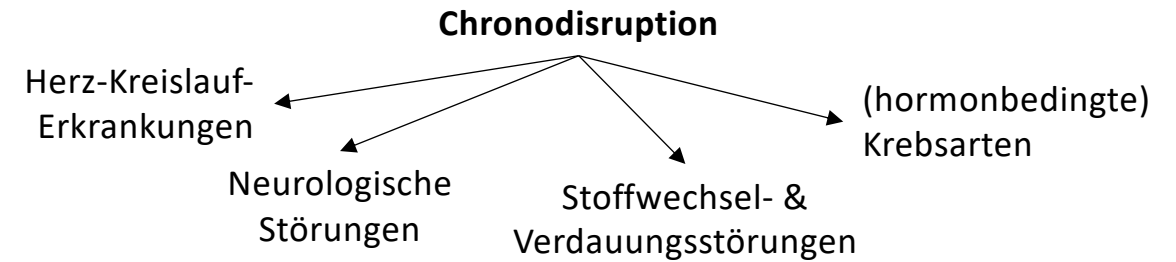 Chronodisruption
Herz-Kreislauf-
Erkrankungen
Neurologische
Störungen
Stoffwechsel- &
Verdauungsstörungen
(hormonbedingte)
Krebsarten